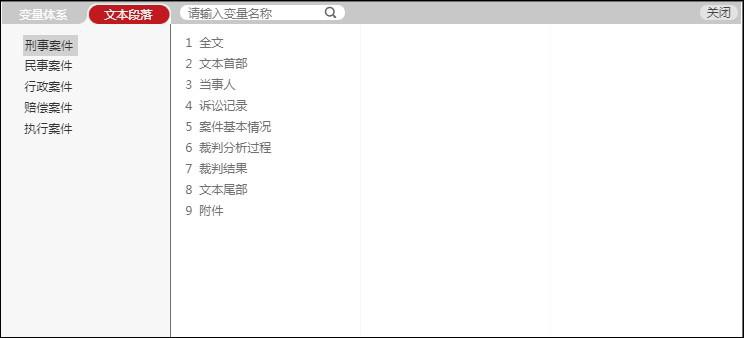 变量体系 文本段落 请输入变量名称 关闭
刑事案件
民事案件
行政案件
赔偿案件
执行案件
1 全文
2 文本首部
3 当事人
4 诉讼记录
5 案件基本情况
6 裁判分析过程
7 裁判结果
8 文本尾部
9 附件